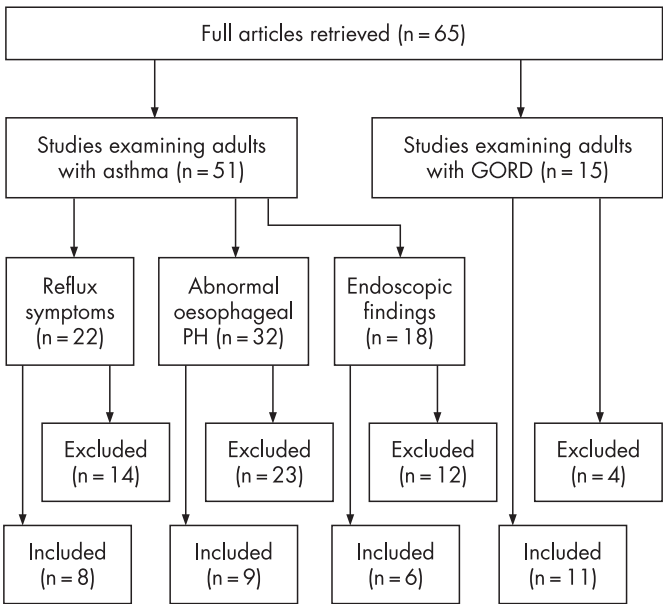 Full articles retrieved (n = 65)
Studies examining adults
with asthma (n = 51)
Studies examining adults
with GORD (n = 15)
Reflux
symptoms
(n = 22)
Abnormal
oesophageal
PH (n = 32)
Endoscopic
findings
(n = 18)
Excluded
(n = 14)
Excluded
(n = 23)
Excluded
(n = 12)
Excluded
(n = 4)
Included
(n = 8)
Included
(n = 9)
Included
(n = 6)
Included
(n = 11)